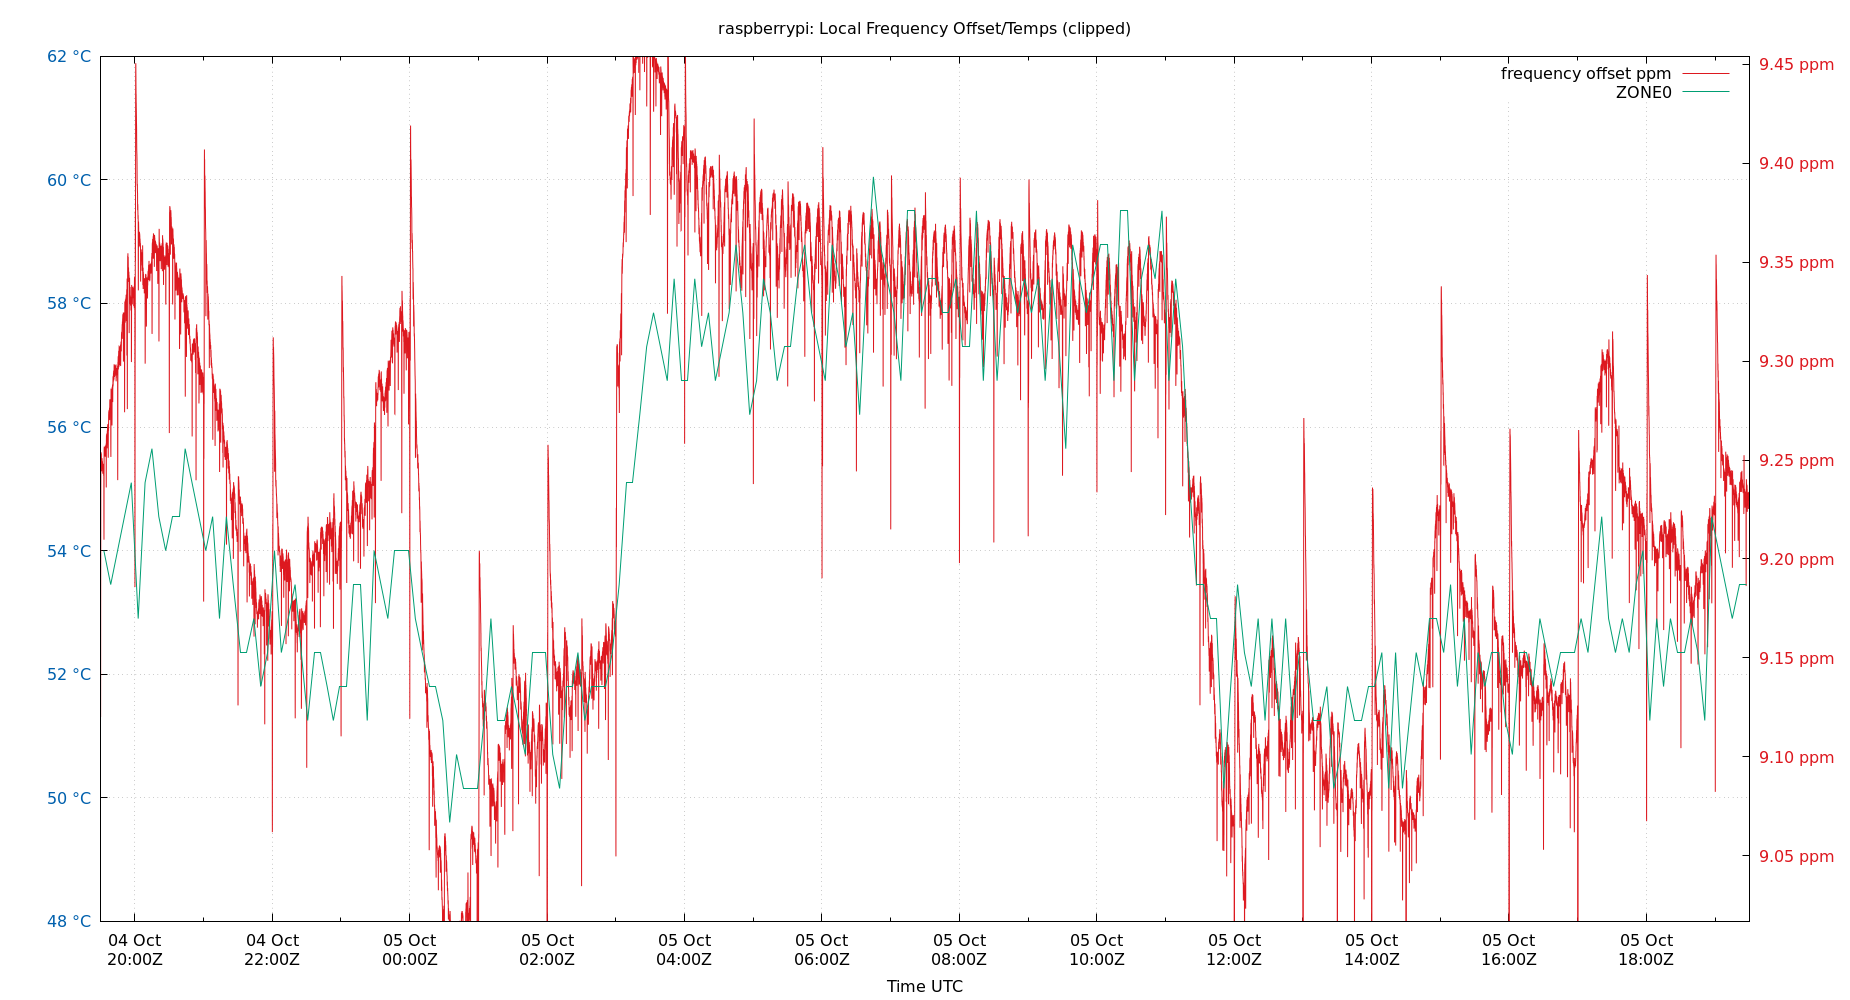 raspberrypi: Local Frequency Offset/Temps (clipped)
62 °C
60 °C
58 °C
56 °C
54 °C
52 °C
50 °C
48 °C
frequency offset ppm
ZONE0
9.45 ppm
9.40 ppm
9.35 ppm
9.30 ppm
9.25 ppm
9.20 ppm
9.15 ppm
9.10 ppm
9.05 ppm
04 Oct 04 Oct 05 Oct 05 Oct 05 Oct 05 Oct 05 Oct 05 Oct 05 Oct 05 Oct 05 Oct 05 Oct
20:00Z 22:00Z 00:00Z 02:00Z 04:00Z 06:00Z 08:00Z 10:00Z 12:00Z 14:00Z 16:00Z 18:00Z
Time UTC